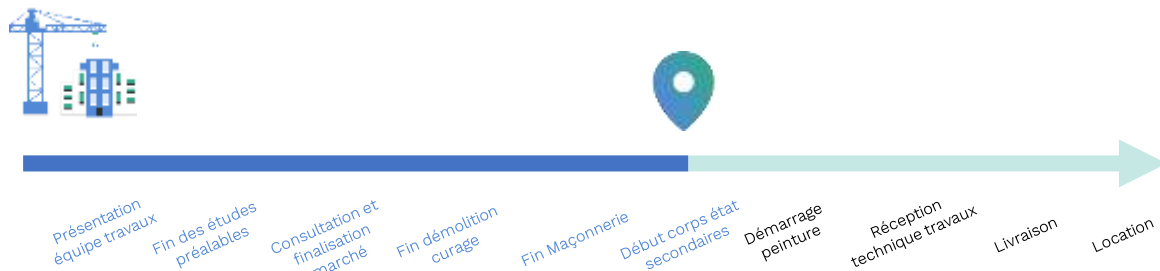 Présentation
équipe travaux
Fin des études
préalables
Consultation et
finalisation
marché
Fin démolition
curage
Fin Maçonnerie
Début corps état
secondaires
Démarrage
peinture
Réception
technique travaux
Livraison
Location